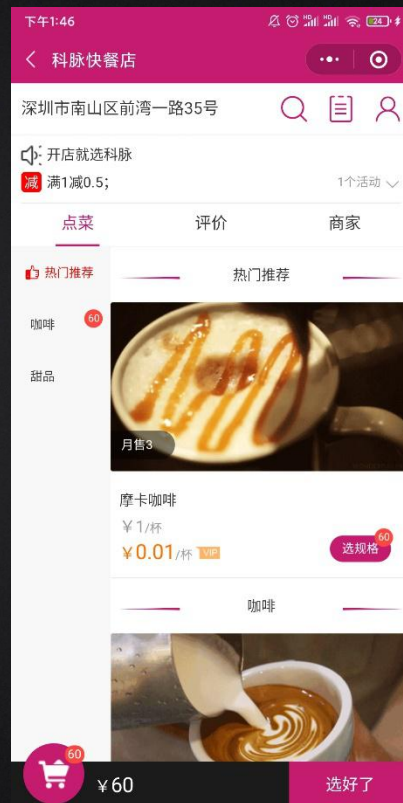 下午1:46
24
科脉快餐店
深圳市南山区前湾一路35号
开店就选科脉
减 满1减0.5;
1个活动
点菜 评价 商家
热门推荐
热门推荐
咖啡 60
甜品
月售3
摩卡咖啡
¥1/杯
¥0.01/杯 VIP
选规格 60
咖啡
60
¥60
选好了